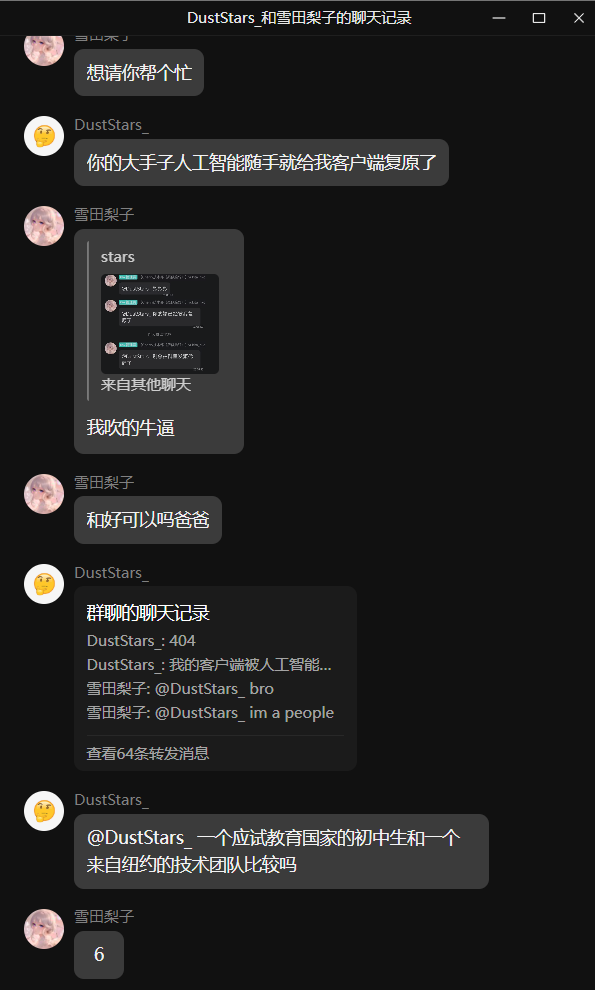 DustStars_和雪田梨子的聊天记录
雪田梨子
想请你帮个忙
DustStars_
你的大手子人工智能随手就给我客户端复原了
雪田梨子
stars
来自其他聊天
我吹的牛逼
雪田梨子
和好可以吗爸爸
DustStars_
群聊的聊天记录
DustStars_: 404
DustStars_: 我的客户端被人工智能...
雪田梨子: @DustStars_ bro
雪田梨子: @DustStars_ im a people
查看64条转发消息
DustStars_
@DustStars_ 一个应试教育国家的初中生和一个
来自纽约的技术团队比较吗
雪田梨子
6